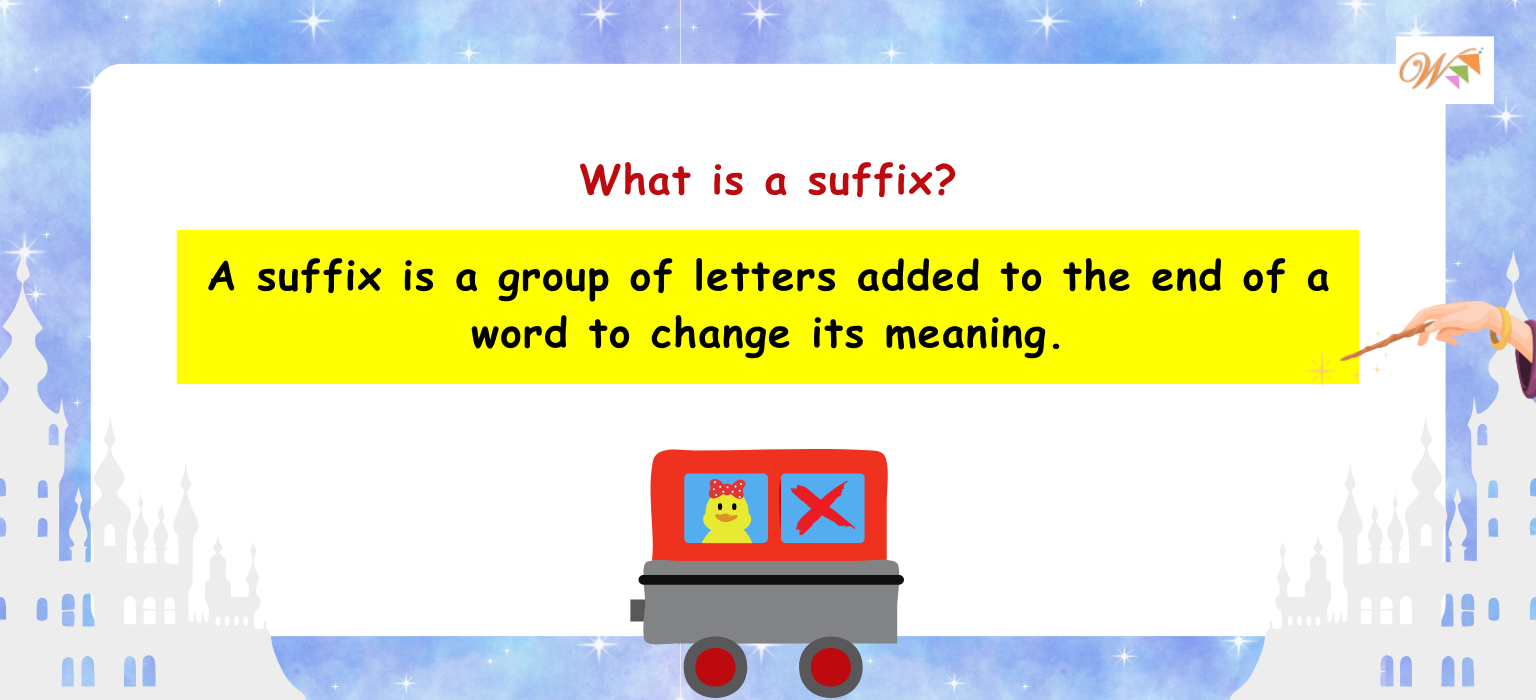 W
What is a suffix?
A suffix is a group of letters added to the end of a
word to change its meaning.